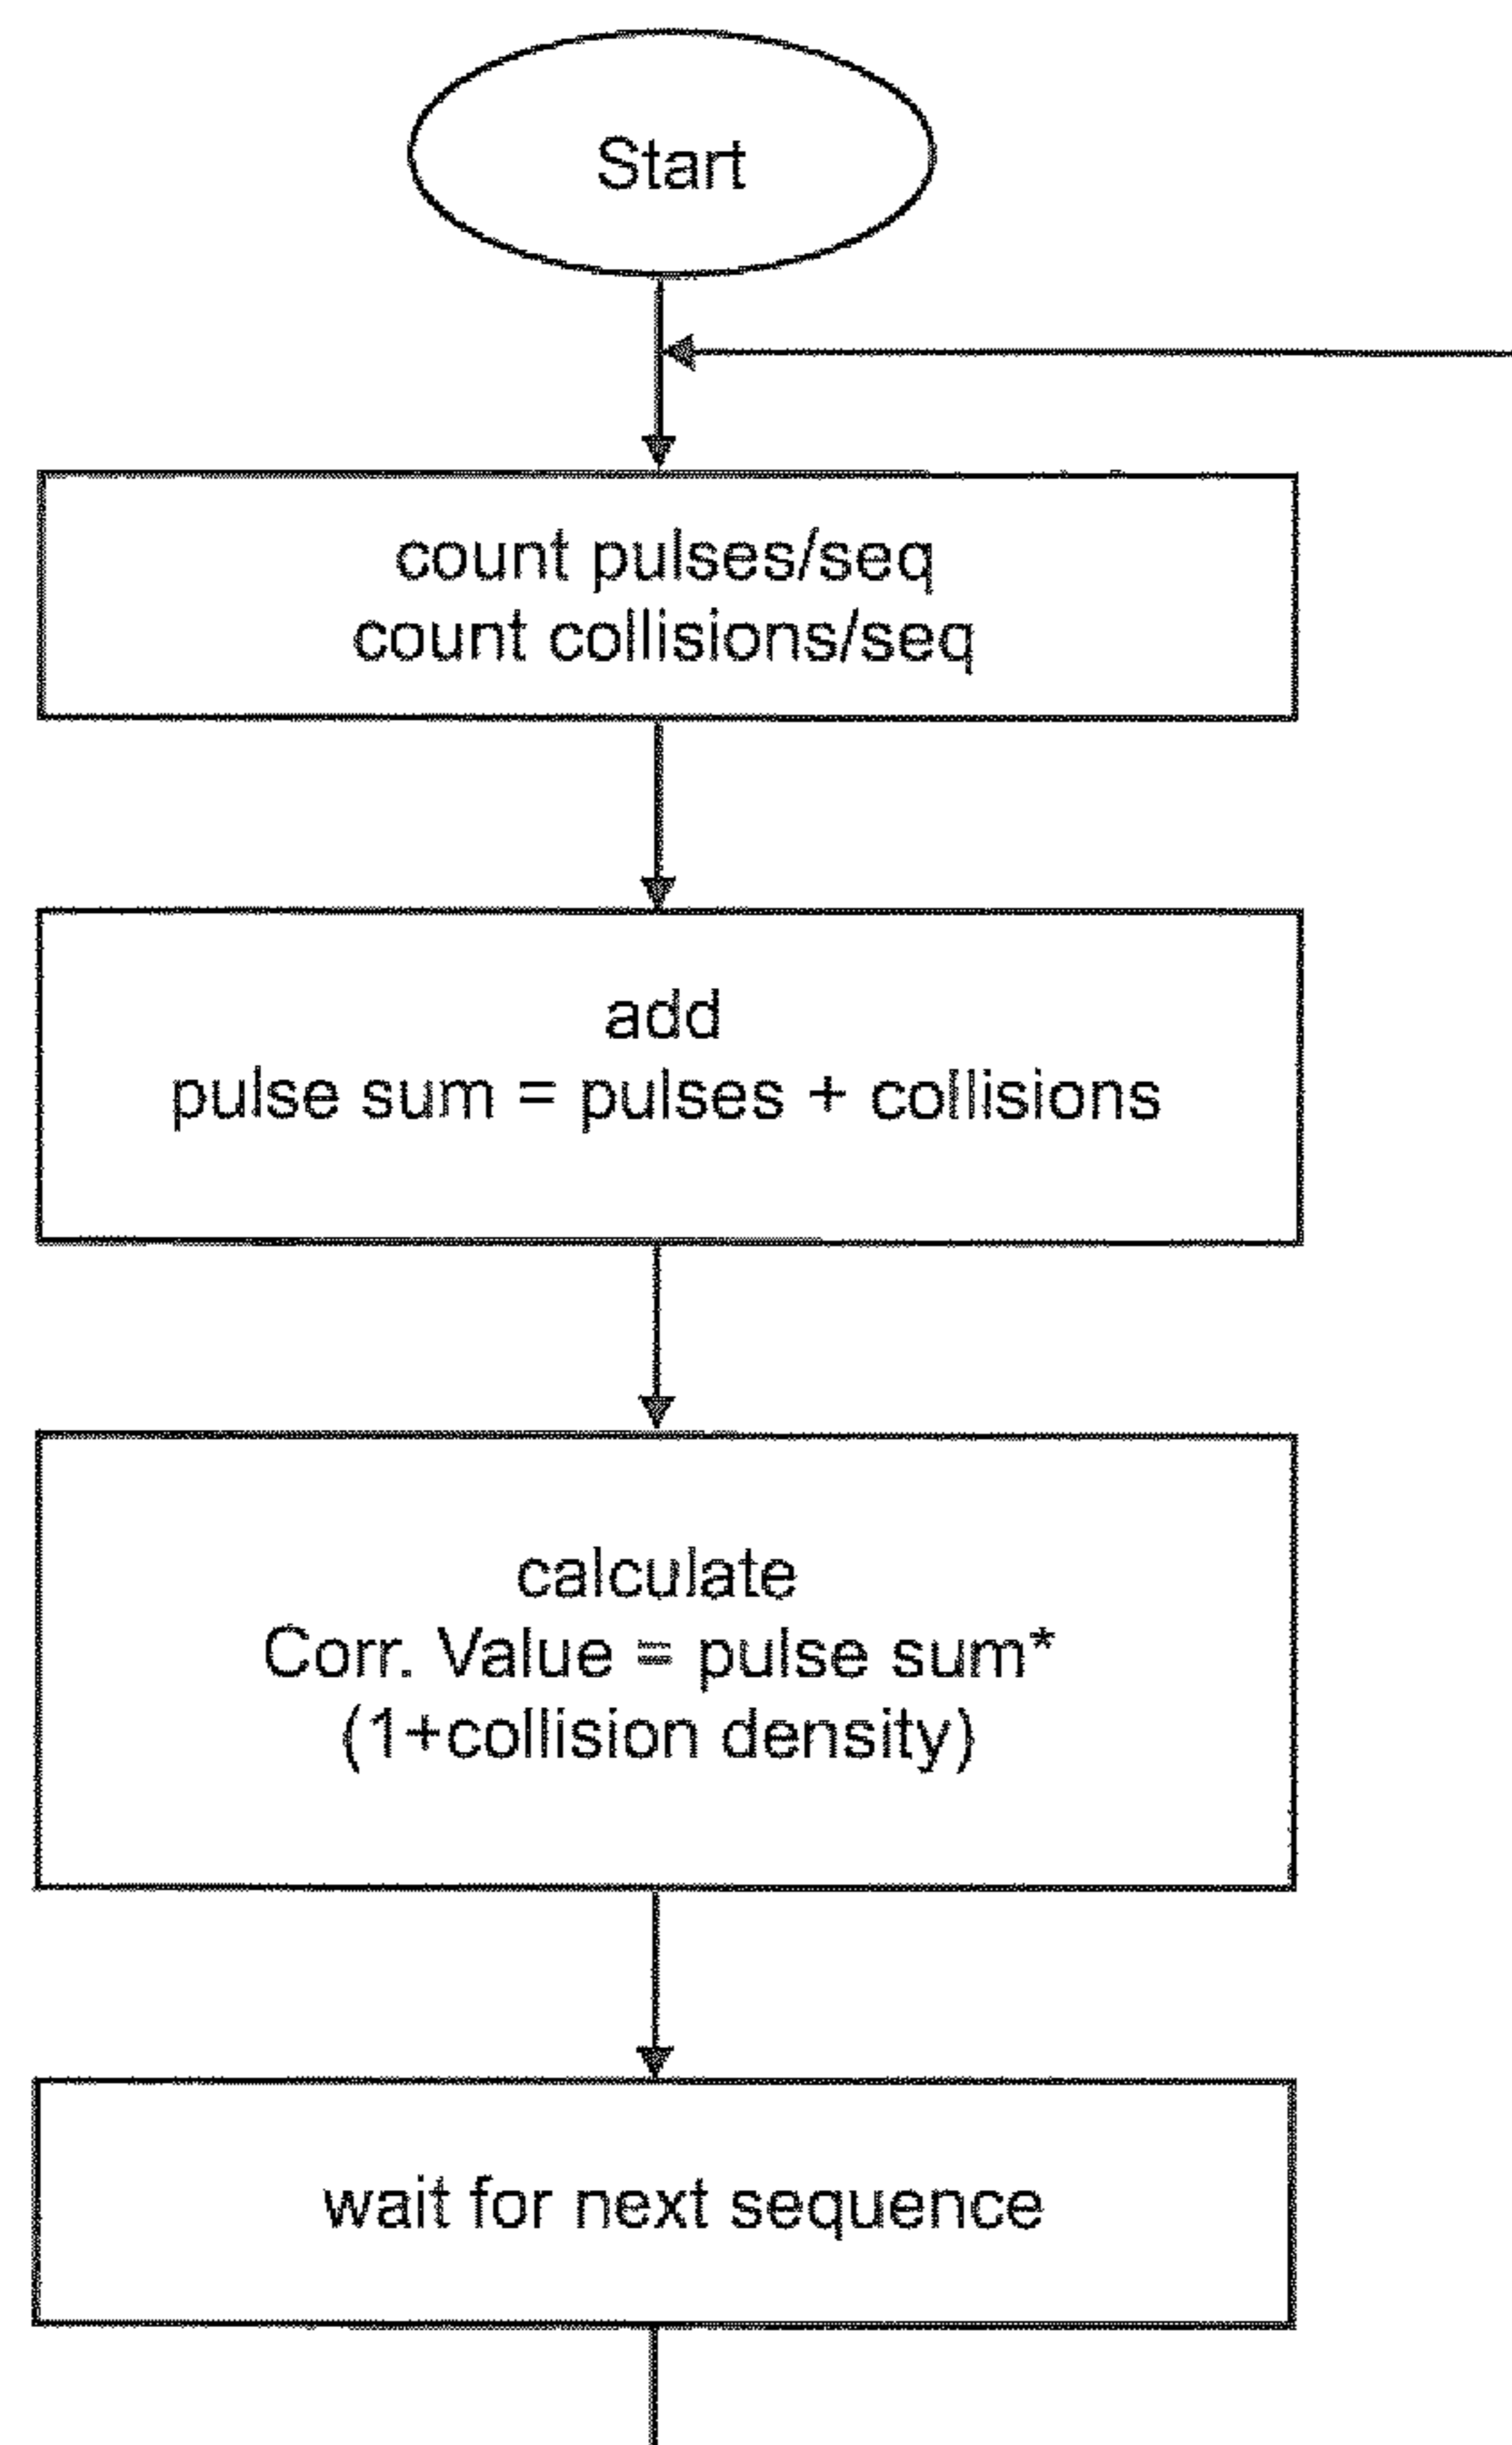 Start
count pulses/seq
count collisions/seq
add
pulse sum = pulses + collisions
calculate
Corr. Value = pulse sum*
(1+collision density)
wait for next sequence